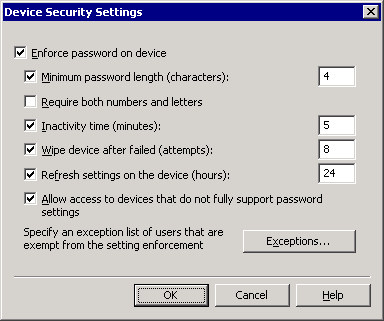 Device Security Settings
Enforce password on device
Minimum password length (characters): 4
Require both numbers and letters
Inactivity time (minutes): 5
Wipe device after failed (attempts): 8
Refresh settings on the device (hours): 24
Allow access to devices that do not fully support password
settings
Specify an exception list of users that are
exempt from the setting enforcement
Exceptions...
OK Cancel Help